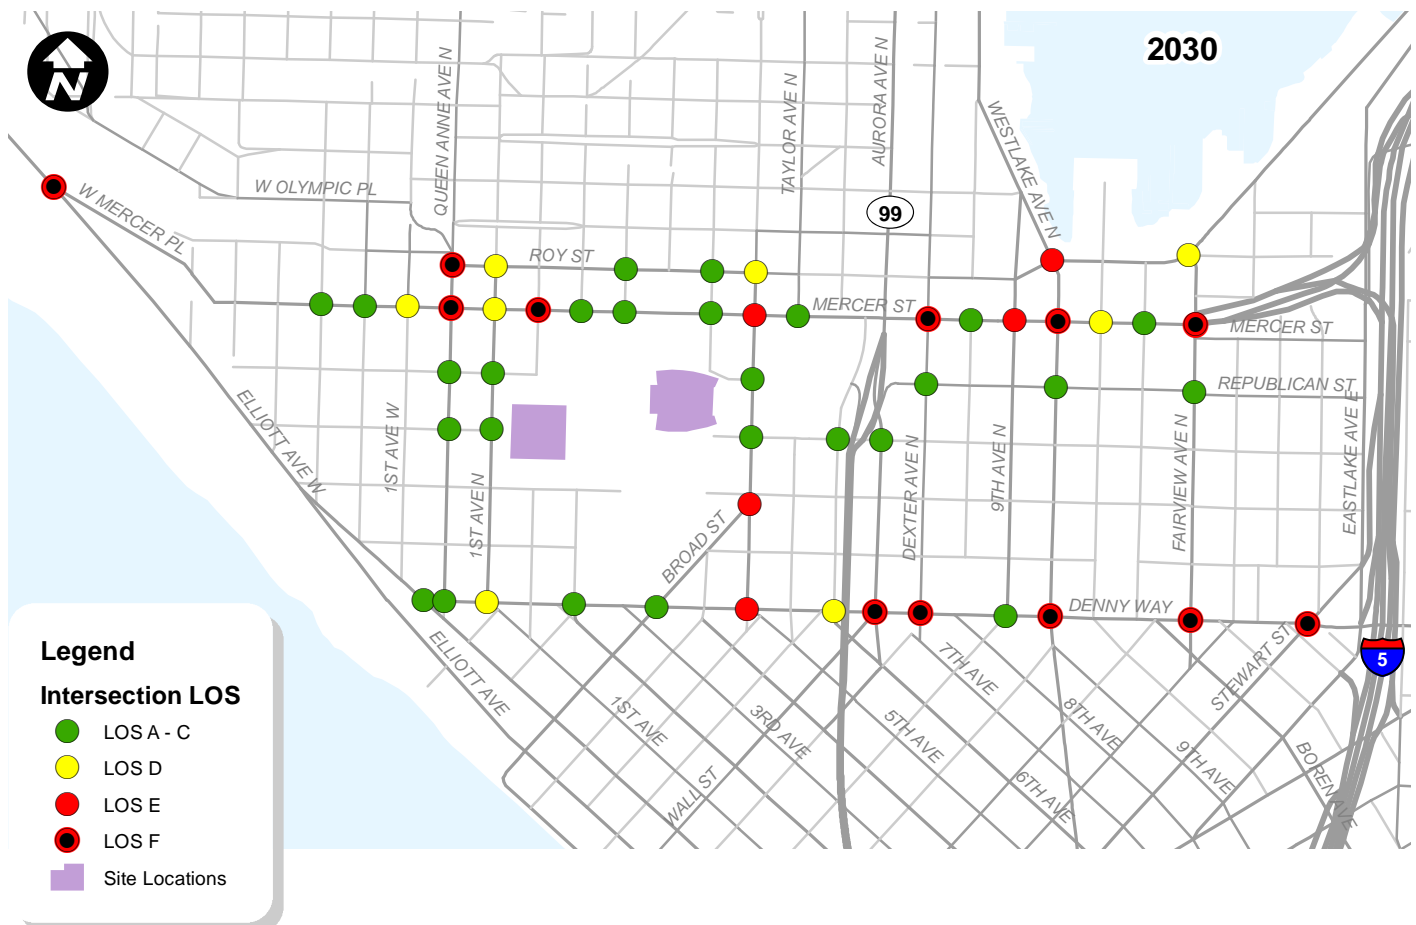 2030
N
QUEEN ANNE AVE N
TAYLOR AVE N
AURORA AVE N
WESTLAKE AVE N
99
W OLYMPIC PL
W MERCER PL
ROY ST
MERCER ST
MERCER ST
REPUBLICAN ST
ELLIOTT AVE W
1ST AVE W
1ST AVE N
BROAD ST
DEXTER AVE N
9TH AVE N
FAIRVIEW AVE N
EASTLAKE AVE E
DENNY WAY
ELLIOTT AVE
1ST AVE
3RD AVE
WALL ST
5TH AVE
6TH AVE
7TH AVE
8TH AVE
9TH AVE
STEWART ST
BOREN AVE
5
Legend
Intersection LOS
LOS A - C
LOS D
LOS E
LOS F
Site Locations